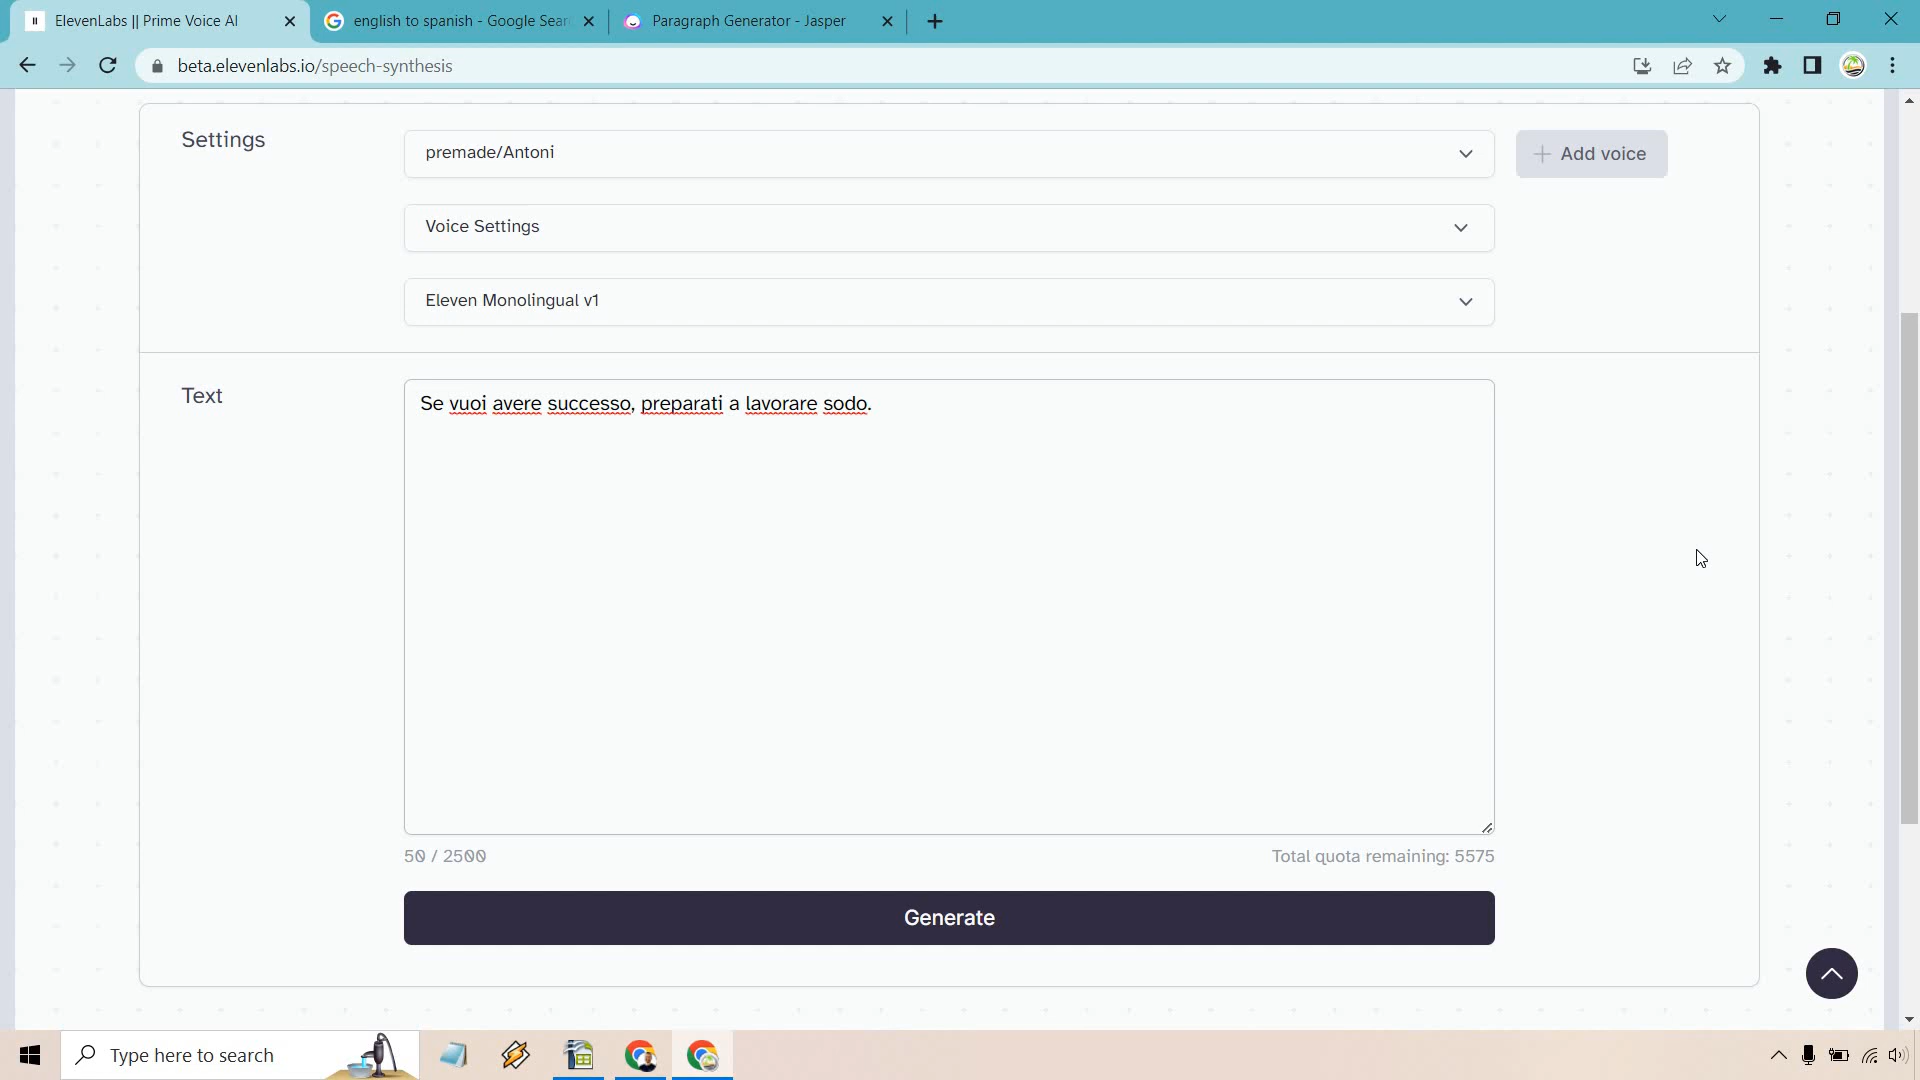 ElevenLabs || Prime Voice AI
english to spanish - Google Sear
Paragraph Generator - Jasper
beta.elevenlabs.io/speech-synthesis
Settings
premade/Antoni
Add voice
Voice Settings
Eleven Monolingual v1
Text
Se vuoi avere successo, preparati a lavorare sodo.
50 / 2500
Total quota remaining: 5575
Generate
Type here to search